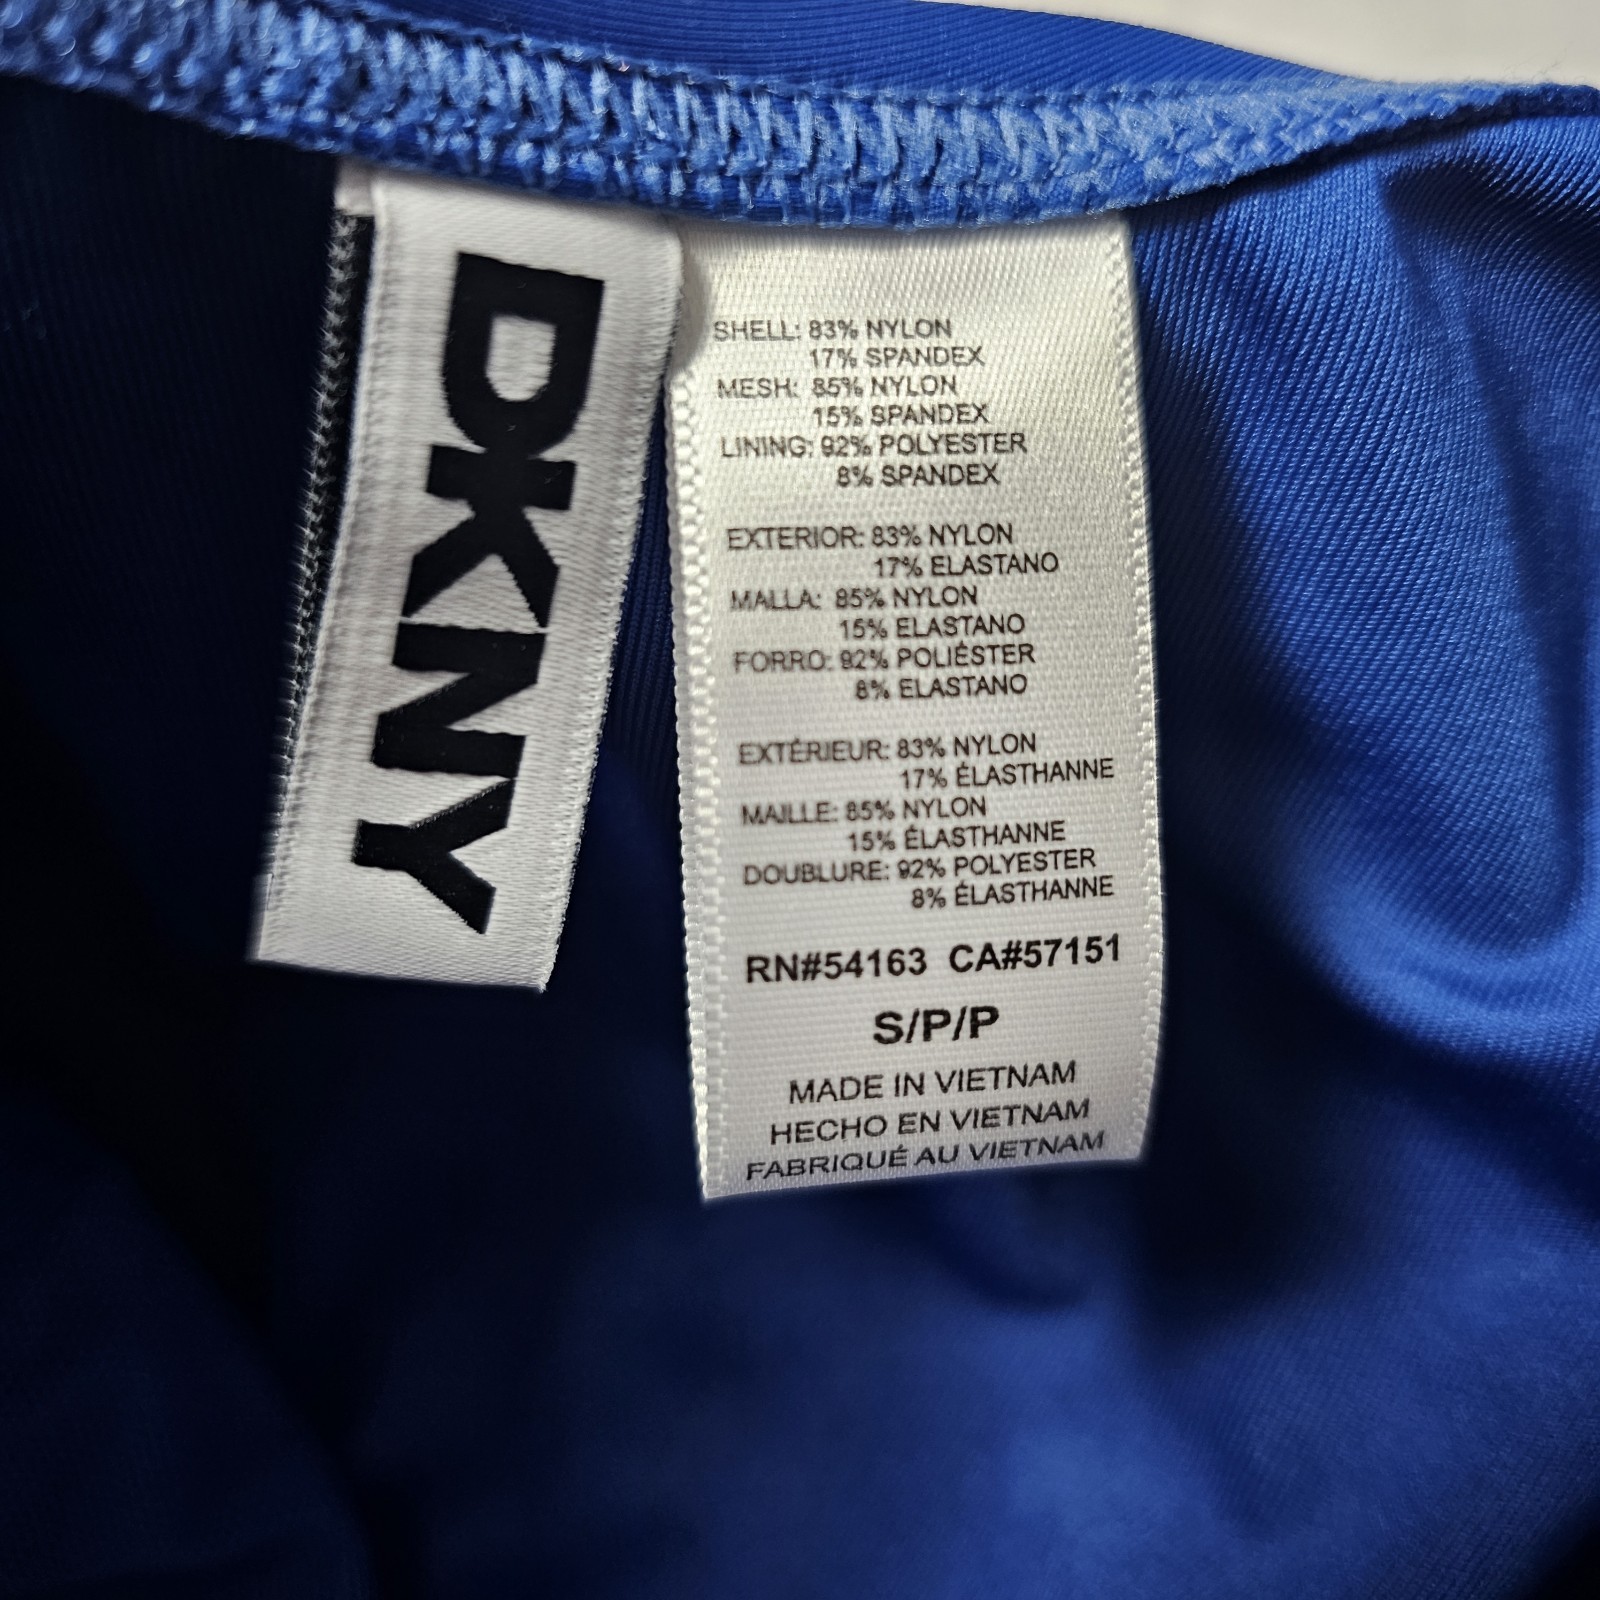 DKNY
SHELL: 83% NYLON
17% SPANDEX
MESH: 85% NYLON
15% SPANDEX
LINING: 92% POLYESTER
8% SPANDEX
EXTERIOR: 83% NYLON
17% ELASTANO
MALLA: 85% NYLON
15% ELASTANO
FORRO: 92% POLIÉSTER
8% ELASTANO
EXTÉRIEUR: 83% NYLON
17% ÉLASTHANNE
MAILLE: 85% NYLON
15% ÉLASTHANNE
DOUBLURE: 92% POLYESTER
8% ÉLASTHANNE
RN#54163 CA#57151
S/P/P
MADE IN VIETNAM
HECHO EN VIETNAM
FABRIQUÉ AU VIETNAM